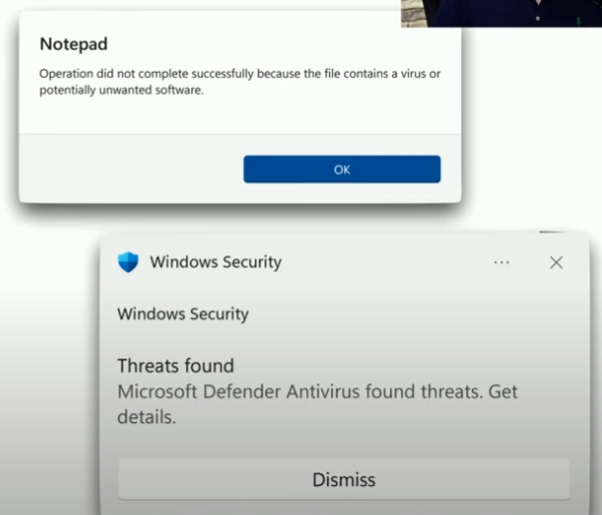 Notepad
Operation did not complete successfully because the file contains a virus or
potentially unwanted software.
OK
Windows Security
Windows Security
Threats found
Microsoft Defender Antivirus found threats. Get
details.
Dismiss